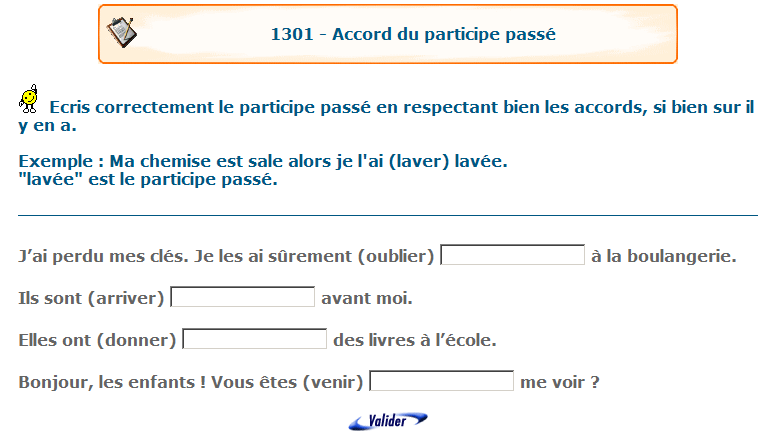 1301 - Accord du participe passé
Ecris correctement le participe passé en respectant bien les accords, si bien sur il
y en a.
Exemple : Ma chemise est sale alors je l'ai (laver) lavée.
"lavée" est le participe passé.
J’ai perdu mes clés. Je les ai sûrement (oublier) à la boulangerie.
Ils sont (arriver) avant moi.
Elles ont (donner) des livres à l’école.
Bonjour, les enfants ! Vous êtes (venir) me voir ?
Valider